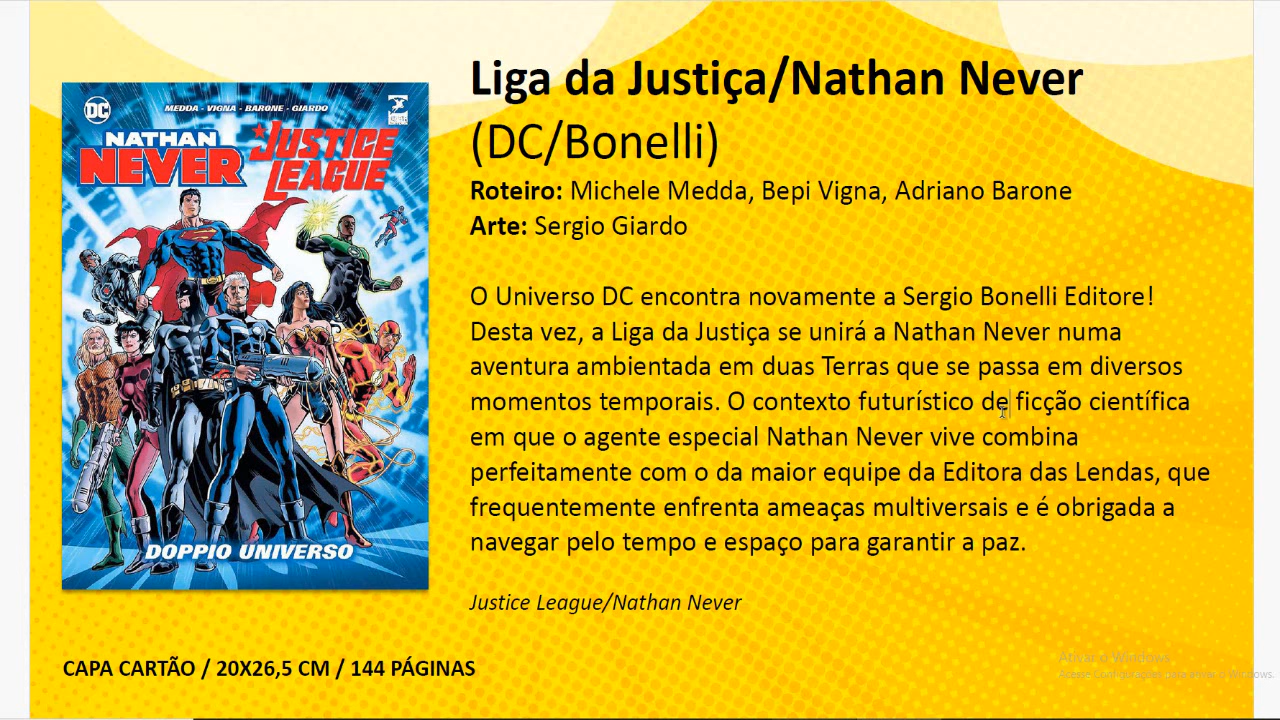 Liga da Justiça/Nathan Never
(DC/Bonelli)
Roteiro: Michele Medda, Bepi Vigna, Adriano Barone
Arte: Sergio Giardo
O Universo DC encontra novamente a Sergio Bonelli Editore!
Desta vez, a Liga da Justiça se unirá a Nathan Never numa
aventura ambientada em duas Terras que se passa em diversos
momentos temporais. O contexto futurístico de ficção científica
em que o agente especial Nathan Never vive combina
perfeitamente com o da maior equipe da Editora das Lendas, que
frequentemente enfrenta ameaças multiversais e é obrigada a
navegar pelo tempo e espaço para garantir a paz.
Justice League/Nathan Never
DC
MEDDA - VIGNA - BARONE - GIARDO
NATHAN
NEVER
JUSTICE
LEAGUE
DOPPIO UNIVERSO
CAPA CARTÃO / 20X26,5 CM / 144 PÁGINAS
Ativar o Windows
Acesse Configurações para ativar o Windows.